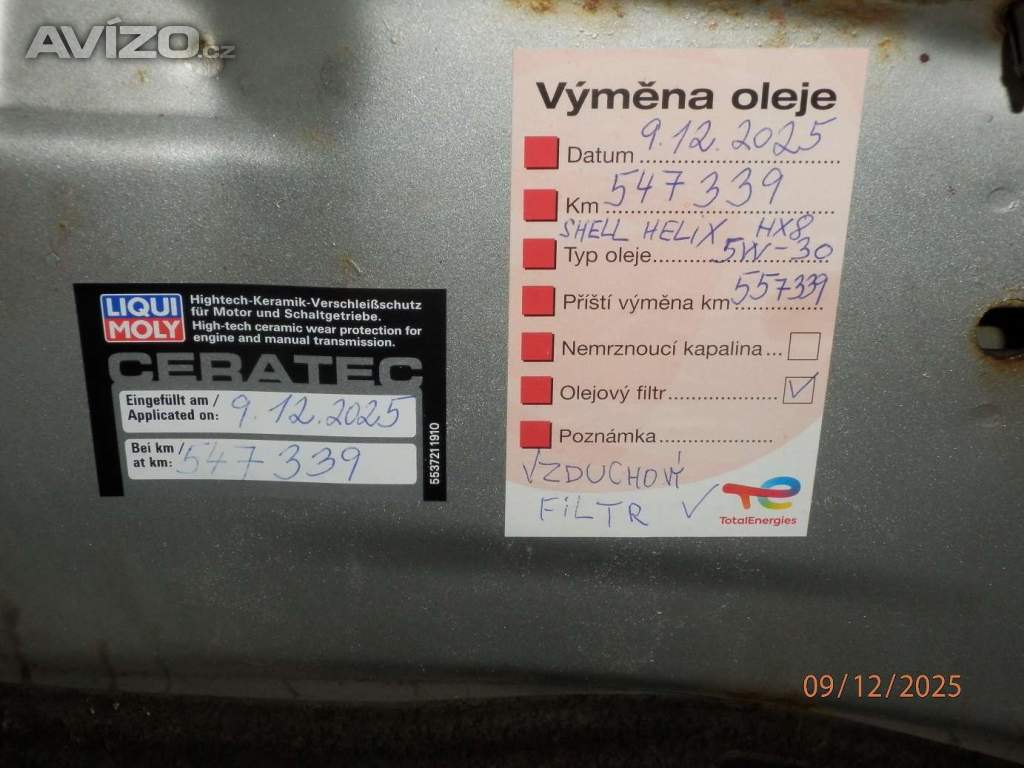 AVÍZO.cz
Výměna oleje
Datum 9.12.2025
Km 547339
SHELL HELIX HX8
Typ oleje 5W-30
Příští výměna km 557339
Nemrznoucí kapalina...
Olejový filtr ✓
Poznámka
VZDUCHOVÝ
FILTR ✓
TotalEnergies
LIQUI
MOLY
Hightech-Keramik-Verschleißschutz
für Motor und Schaltgetriebe.
High-tech ceramic wear protection for
engine and manual transmission.
CERATEC
Eingefüllt am /
Applicated on: 9.12.2025
Bei km /
at km: 547339
5537211910
09/12/2025